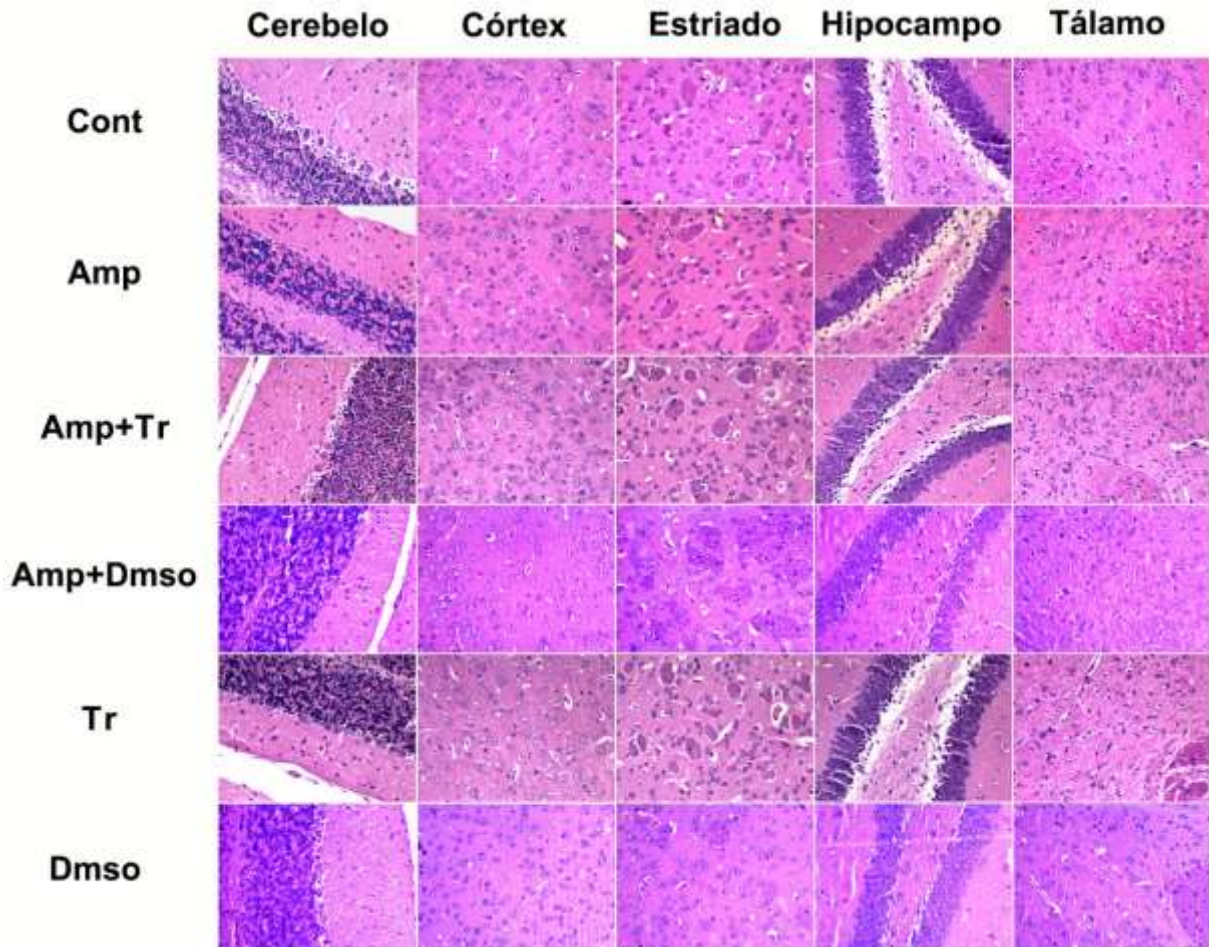 Cerebelo Córtex Estriado Hipocampo Tálamo
Cont
Amp
Amp+Tr
Amp+Dmso
Tr
Dmso